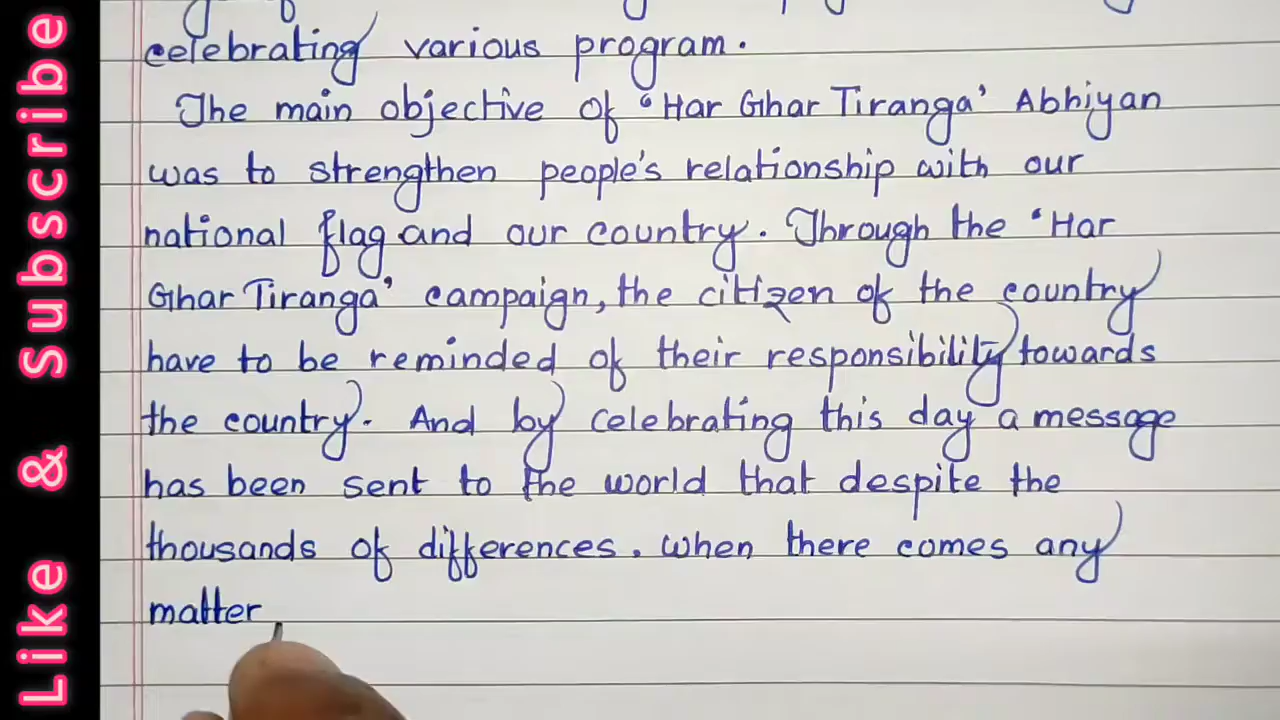 Like & Subscribe
celebrating various program.
The main objective of 'Har Ghar Tiranga' Abhiyan
was to strengthen people's relationship with our
national flag and our country. Through the 'Har
Ghar Tiranga' campaign, the citizen of the country
have to be reminded of their responsibility towards
the country. And by celebrating this day a message
has been sent to the world that despite the
thousands of differences. When there comes any
matter